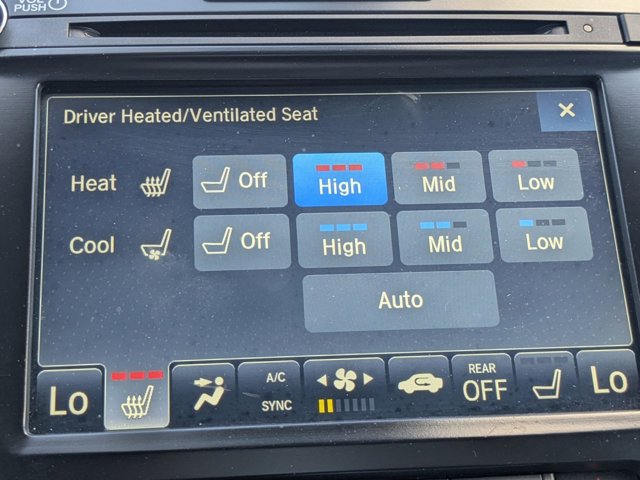 VOL
PUSH
Driver Heated/Ventilated Seat
Heat Off High Mid Low
Cool Off High Mid Low
Auto
Lo A/C SYNC REAR OFF Lo